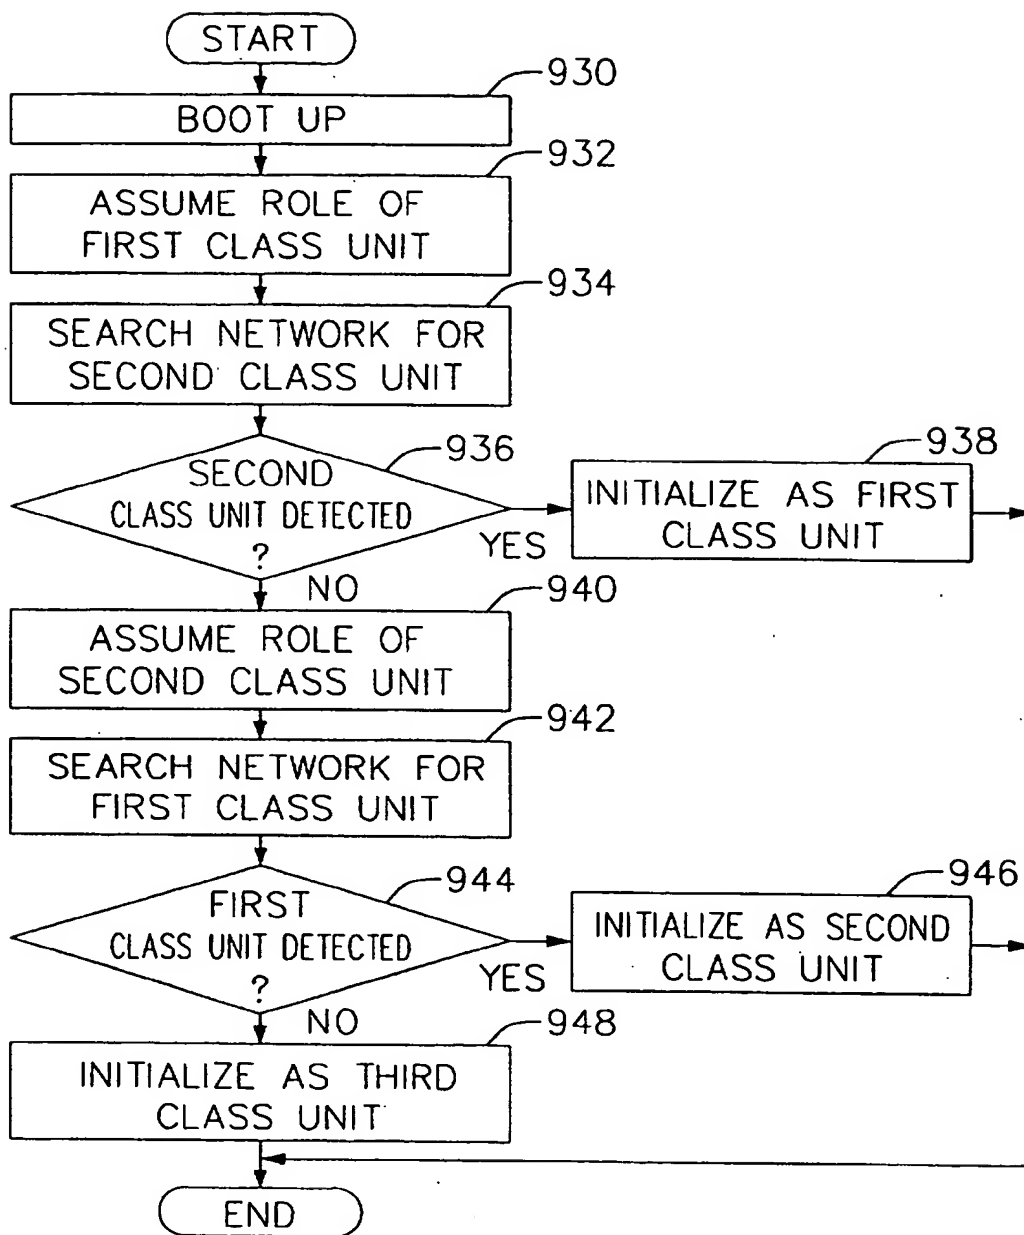 START
930
BOOT UP
932
ASSUME ROLE OF
FIRST CLASS UNIT
934
SEARCH NETWORK FOR
SECOND CLASS UNIT
936
SECOND
CLASS UNIT DETECTED
?
YES
NO
938
INITIALIZE AS FIRST
CLASS UNIT
940
ASSUME ROLE OF
SECOND CLASS UNIT
942
SEARCH NETWORK FOR
FIRST CLASS UNIT
944
FIRST
CLASS UNIT DETECTED
?
YES
NO
946
INITIALIZE AS SECOND
CLASS UNIT
948
INITIALIZE AS THIRD
CLASS UNIT
END